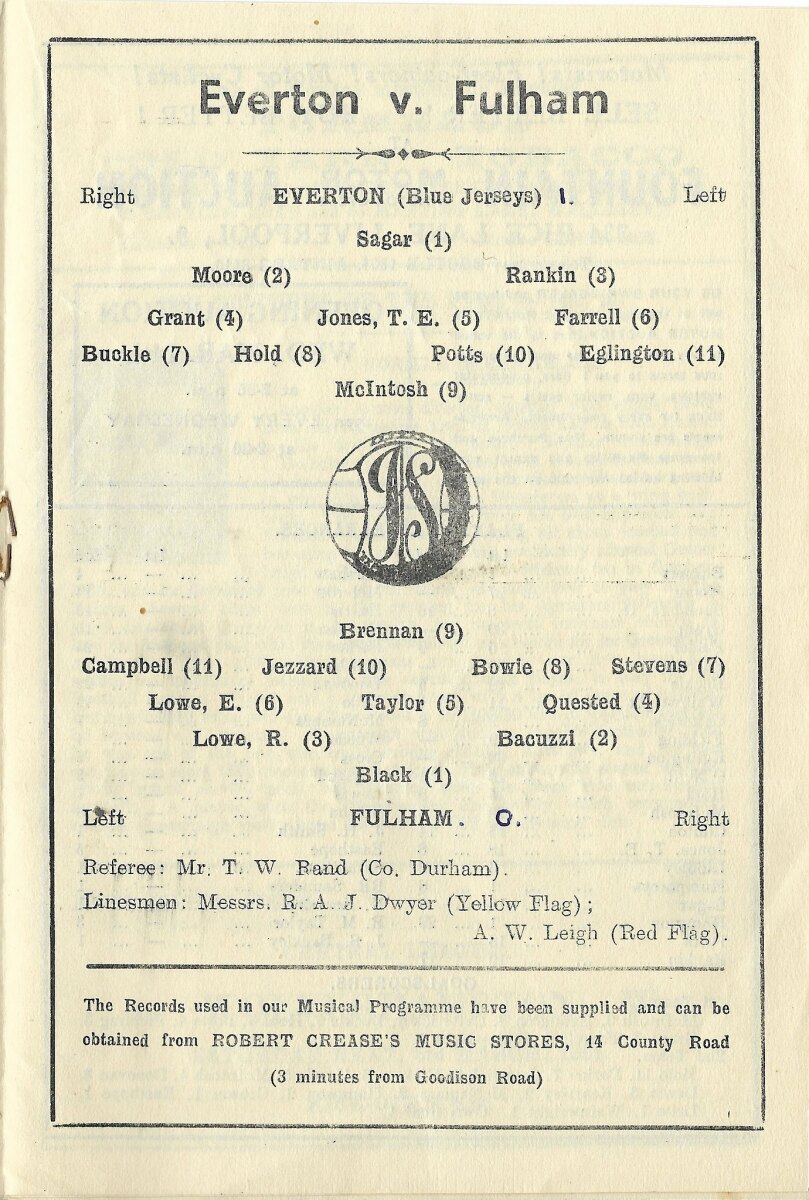 Everton v. Fulham
Right EVERTON (Blue Jerseys) 1. Left
Sagar (1)
Moore (2) Rankin (3)
Grant (4) Jones, T. E. (5) Farrell (6)
Buckle (7) Hold (8) Potts (10) Eglington (11)
McIntosh (9)
Brennan (9)
Campbell (11) Jezzard (10) Bowie (8) Stevens (7)
Lowe, E. (6) Taylor (5) Quested (4)
Lowe, R. (3) Bacuzzi (2)
Black (1)
Left FULHAM. 0. Right
Referee: Mr. T. W. Rand (Co. Durham).
Linesmen: Messrs. R. A. J. Dwyer (Yellow Flag);
A. W. Leigh (Red Flag).
The Records used in our Musical Programme have been supplied and can be
obtained from ROBERT CREASE'S MUSIC STORES, 14 County Road
(3 minutes from Goodison Road)